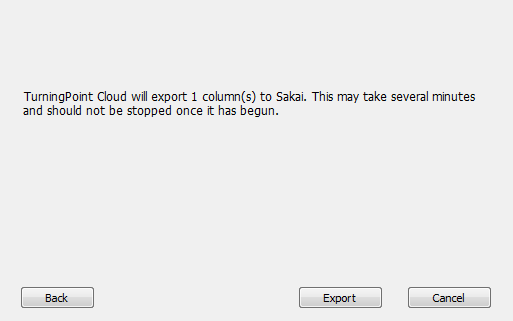 TurningPoint Cloud will export 1 column(s) to Sakai. This may take several minutes
and should not be stopped once it has begun.
Back
Export
Cancel